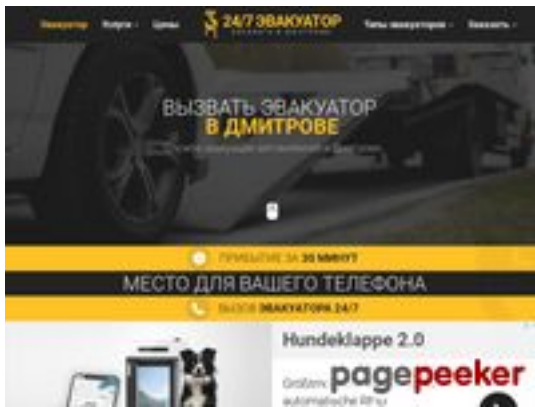 Эвакуатор Услуги Цены 24/7 ЭВАКУАТОР Типы эвакуаторов Заказать
ВЫЗВАТЬ ЭВАКУАТОР
В ДМИТРОВЕ
ПРИБЫТИЕ ЗА 30 МИНУТ
МЕСТО ДЛЯ ВАШЕГО ТЕЛЕФОНА
ВЫЗОВ ЭВАКУАТОРА 24/7
Hundeklappe 2.0
pagepeeker
automatische